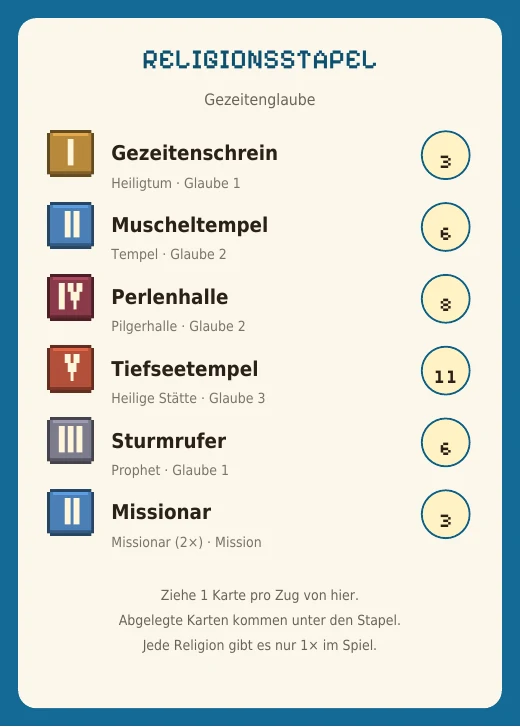 RELIGIONSSTAPEL
Gezeitenglaube
I
Gezeitenschrein
3
Heiligtum · Glaube 1
II
Muscheltempel
6
Tempel · Glaube 2
IV
Perlenhalle
8
Pilgerhalle · Glaube 2
V
Tiefseetempel
11
Heilige Stätte · Glaube 3
III
Sturmrufer
6
Prophet · Glaube 1
II
Missionar
3
Missionar (2×) · Mission
Ziehe 1 Karte pro Zug von hier.
Abgelegte Karten kommen unter den Stapel.
Jede Religion gibt es nur 1× im Spiel.